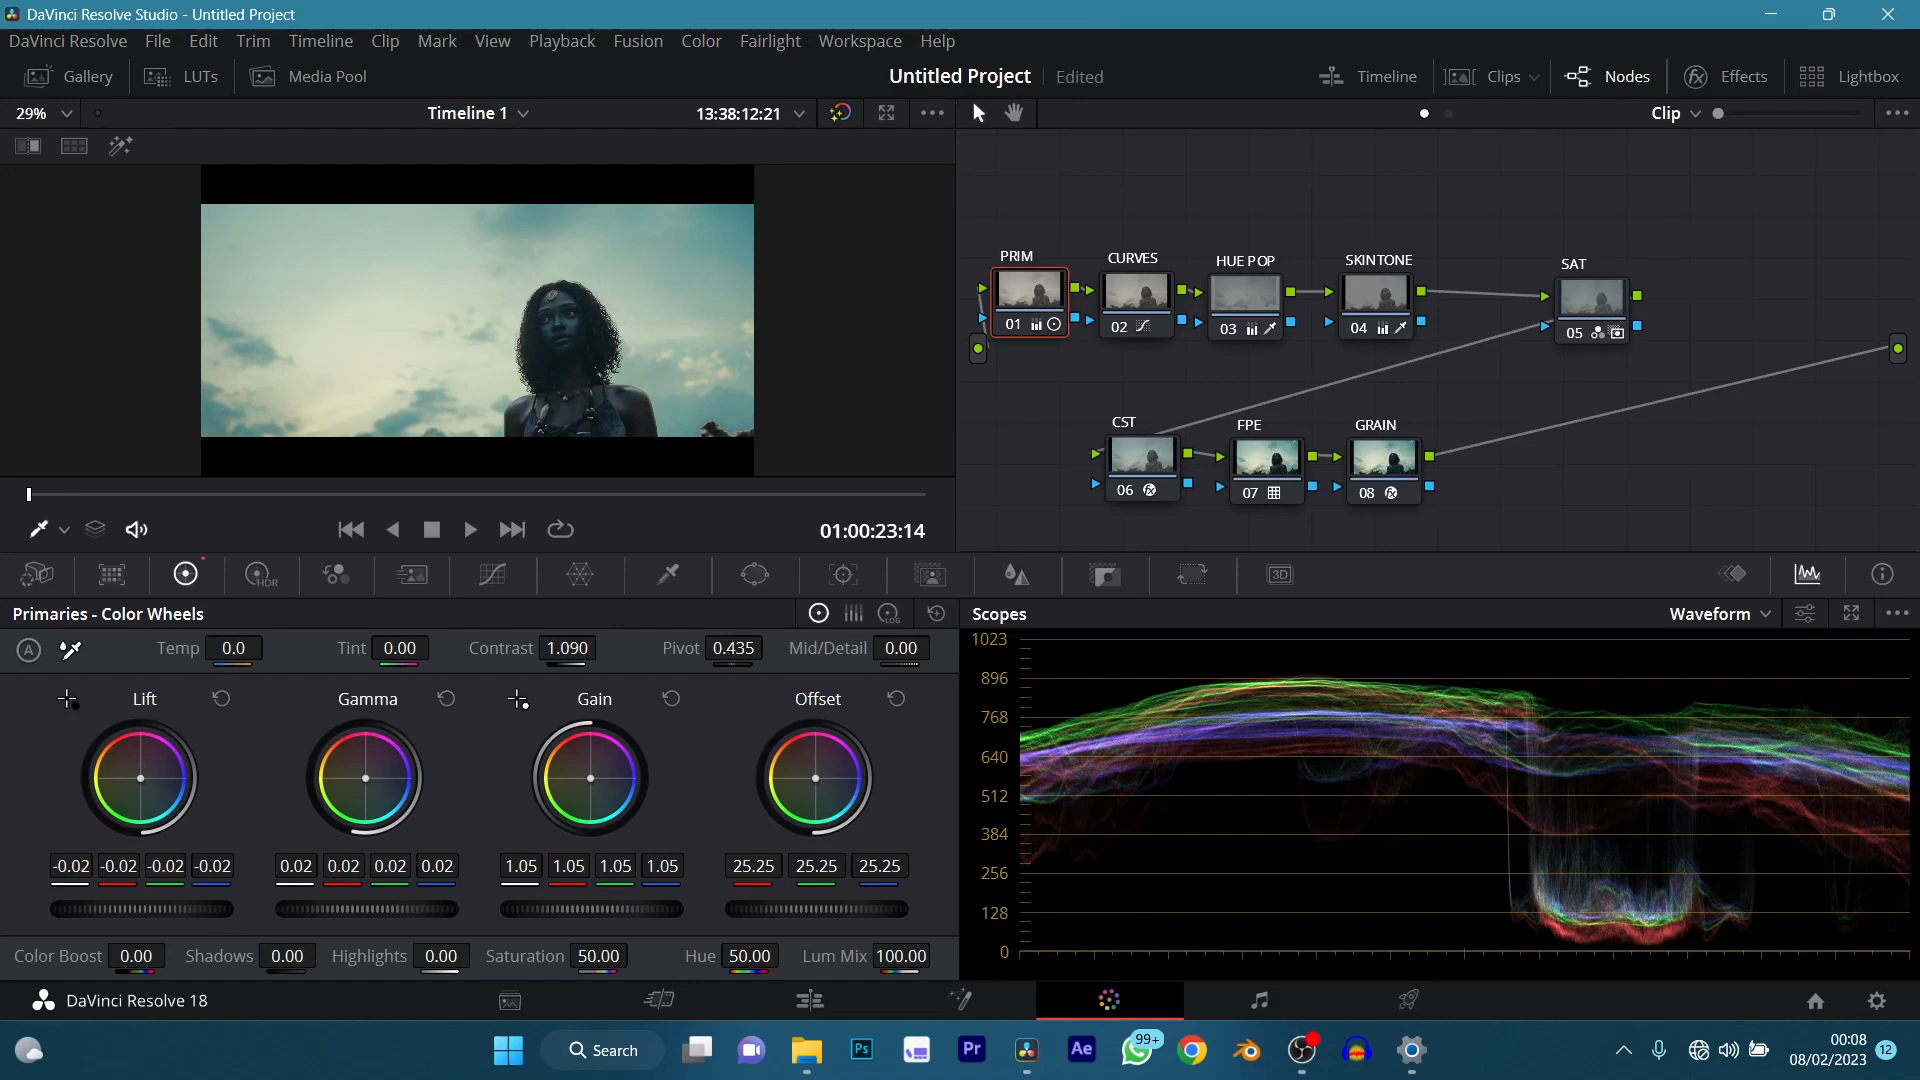 DaVinci Resolve Studio - Untitled Project
DaVinci Resolve File Edit Trim Timeline Clip Mark View Playback Fusion Color Fairlight Workspace Help
Gallery LUTs Media Pool Untitled Project Edited Timeline Clips Nodes Effects Lightbox
29% Timeline 1 13:38:12:21 Clip
PRIM CURVES HUE POP SKINTONE SAT
01 02 03 04 05
CST FPE GRAIN
06 07 08
01:00:23:14
HDR 3D
Primaries - Color Wheels LOG
Scopes Waveform
A Temp 0.0 Tint 0.00 Contrast 1.090 Pivot 0.435 Mid/Detail 0.00
Lift Gamma Gain Offset
-0.02 -0.02 -0.02 -0.02 0.02 0.02 0.02 0.02 1.05 1.05 1.05 1.05 25.25 25.25 25.25
Color Boost 0.00 Shadows 0.00 Highlights 0.00 Saturation 50.00 Hue 50.00 Lum Mix 100.00
1023
896
768
640
512
384
256
128
0
DaVinci Resolve 18
Search Ps Pr Ae 99+
00:08
08/02/2023 12